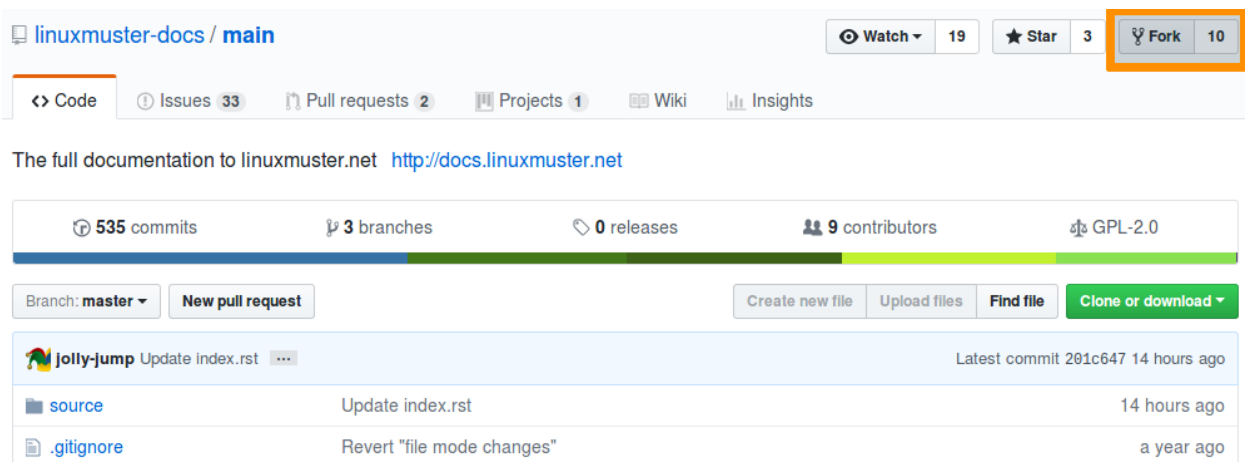 linuxmuster-docs / main Watch 19 Star 3 Fork 10
<> Code Issues 33 Pull requests 2 Projects 1 Wiki Insights
The full documentation to linuxmuster.net http://docs.linuxmuster.net
535 commits 3 branches 0 releases 9 contributors GPL-2.0
Branch: master New pull request Create new file Upload files Find file Clone or download
jolly-jump Update index.rst ... Latest commit 201c647 14 hours ago
source Update index.rst 14 hours ago
.gitignore Revert "file mode changes" a year ago